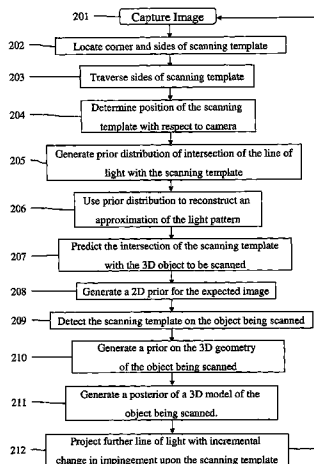 201
Capture Image
202
Locate corner and sides of scanning template
203
Traverse sides of scanning template
204
Determine position of the scanning
template with respect to camera
205
Generate prior distribution of intersection of the line of
light with the scanning template
206
Use prior distribution to reconstruct an
approximation of the light pattern
207
Predict the intersection of the scanning template
with the 3D object to be scanned
208
Generate a 2D prior for the expected image
209
Detect the scanning template on the object being scanned
210
Generate a prior on the 3D geometry
of the object being scanned
211
Generate a posterior of a 3D model of the
object being scanned.
212
Project further line of light with incremental
change in impingement upon the scanning template